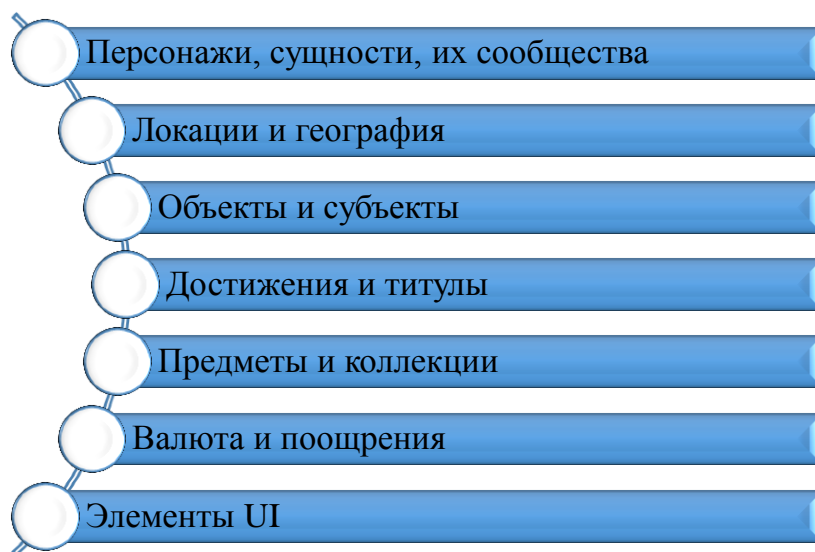 Персонажи, сущности, их сообщества
Локации и география
Объекты и субъекты
Достижения и титулы
Предметы и коллекции
Валюта и поощрения
Элементы UI